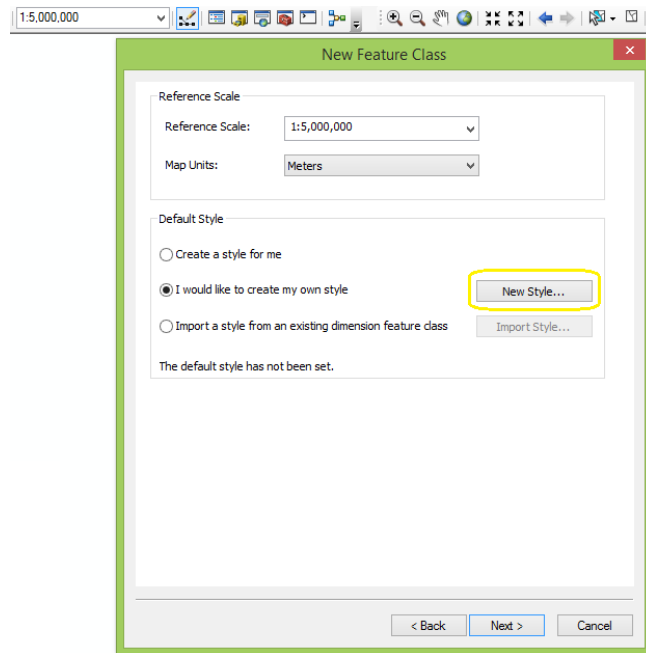 1:5,000,000
New Feature Class
Reference Scale
Reference Scale: 1:5,000,000
Map Units: Meters
Default Style
Create a style for me
I would like to create my own style New Style...
Import a style from an existing dimension feature class Import Style...
The default style has not been set.
< Back Next > Cancel